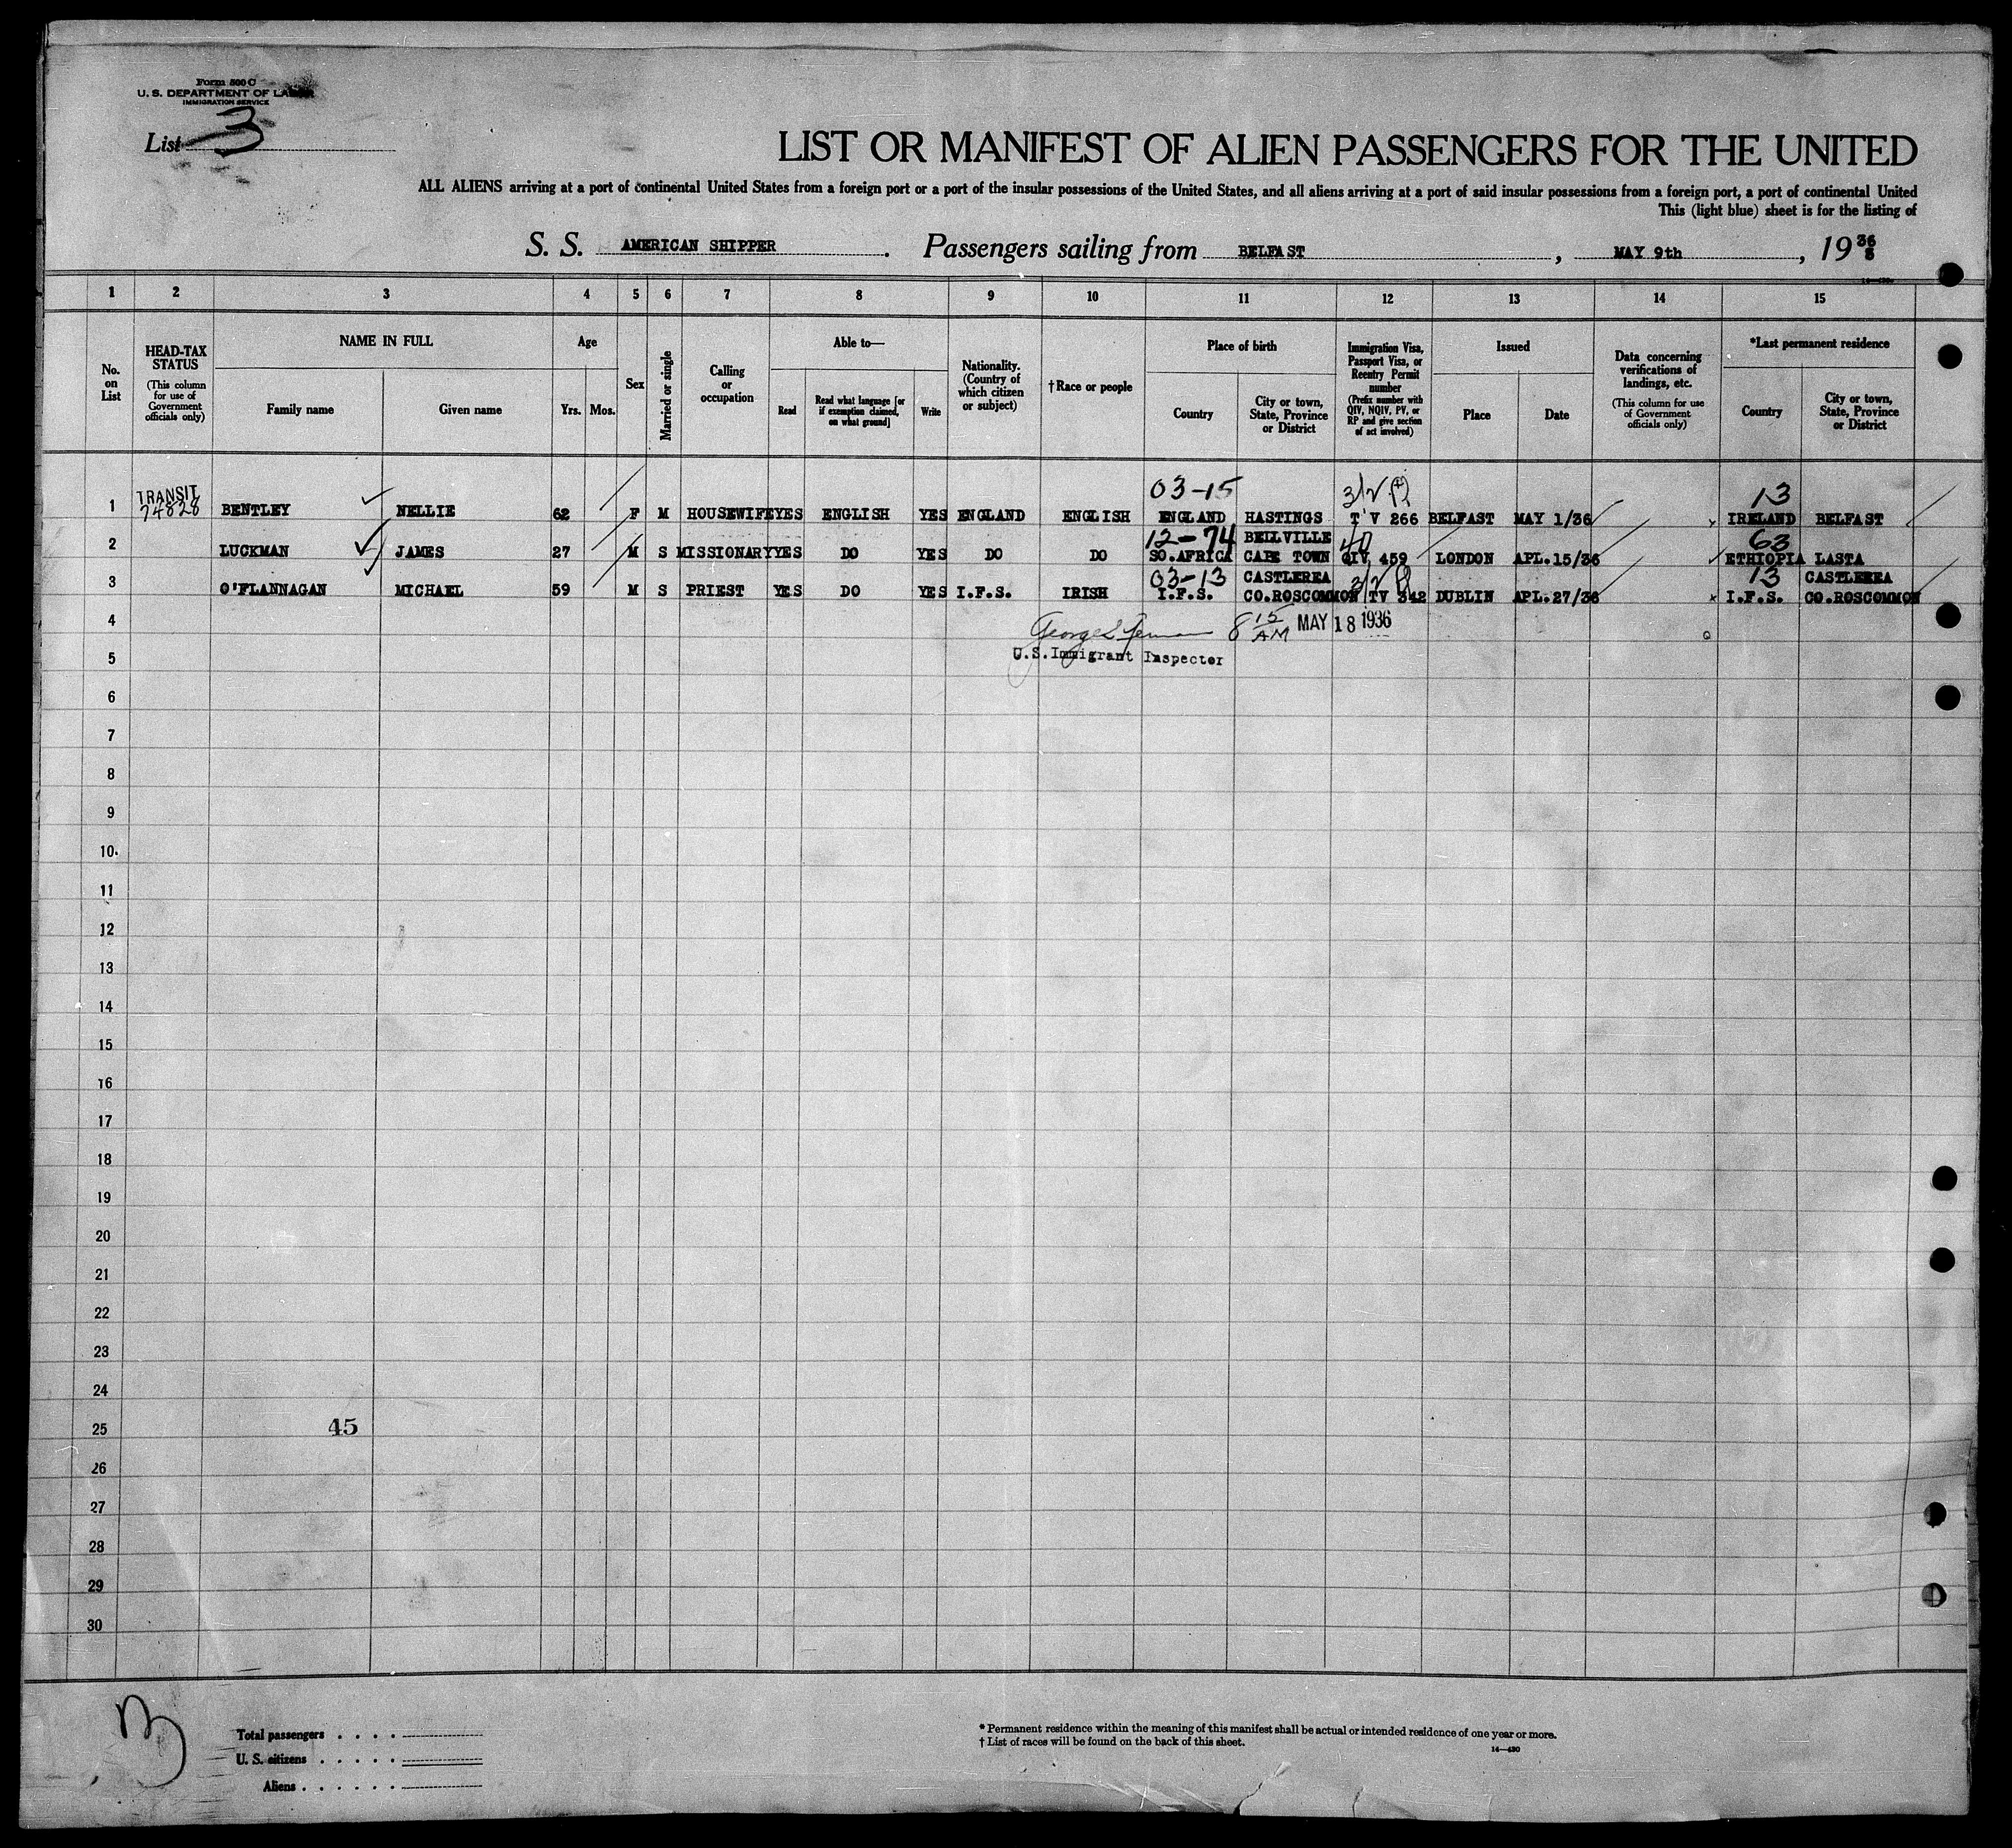 Form 500 C
U. S. DEPARTMENT OF LABOR
IMMIGRATION SERVICE
List 3
LIST OR MANIFEST OF ALIEN PASSENGERS FOR THE UNITED
ALL ALIENS arriving at a port of continental United States from a foreign port or a port of the insular possessions of the United States, and all aliens arriving at a port of said insular possessions from a foreign port, a port of continental United
This (light blue) sheet is for the listing of
S. S. AMERICAN SHIPPER. Passengers sailing from BELFAST, MAY 9th, 1936
1 2 3 4 5 6 7 8 9 10 11 12 13 14 15
No. on List
HEAD-TAX STATUS
(This column for use of Government officials only)
NAME IN FULL
Family name Given name
Age
Yrs. Mos.
Sex
Married or single
Calling or occupation
Able to—
Read
Read what language [or if exemption claimed, on what ground]
Write
Nationality. (Country of which citizen or subject)
†Race or people
Place of birth
Country
City or town, State, Province or District
Immigration Visa, Passport Visa, or Reentry Permit number
(Prefix number with QIV, NQIV, PV, or RP and give section of act involved)
Issued
Place Date
Data concerning verifications of landings, etc.
(This column for use of Government officials only)
*Last permanent residence
Country
City or town, State, Province or District
03-15 13
1 TRANSIT 74828 BENTLEY NELLIE 62 F M HOUSEWIFE YES ENGLISH YES ENGLAND ENGLISH ENGLAND HASTINGS T V 266 BELFAST MAY 1/36 IRELAND BELFAST
12-74 BELLVILLE 40 63
2 LUCKMAN JAMES 27 M S MISSIONARY YES DO YES DO DO SO.AFRICA CAPE TOWN QIV 459 LONDON APL.15/36 ETHIOPIA LASTA
03-13 CASTLEREA 13 CASTLEREA
3 O'FLANNAGAN MICHAEL 59 M S PRIEST YES DO YES I.F.S. IRISH I.F.S. CO.ROSCOMMON TV 342 DUBLIN APL.27/36 I.F.S. CO.ROSCOMMON
4 8 15 AM MAY 18 1936
5 U.S.Immigrant Inspector
6
7
8
9
10
11
12
13
14
15
16
17
18
19
20
21
22
23
24
25 45
26
27
28
29
30
Total passengers . . . .
U. S. citizens . . . . .
Aliens . . . . . .
* Permanent residence within the meaning of this manifest shall be actual or intended residence of one year or more.
† List of races will be found on the back of this sheet.
14—430